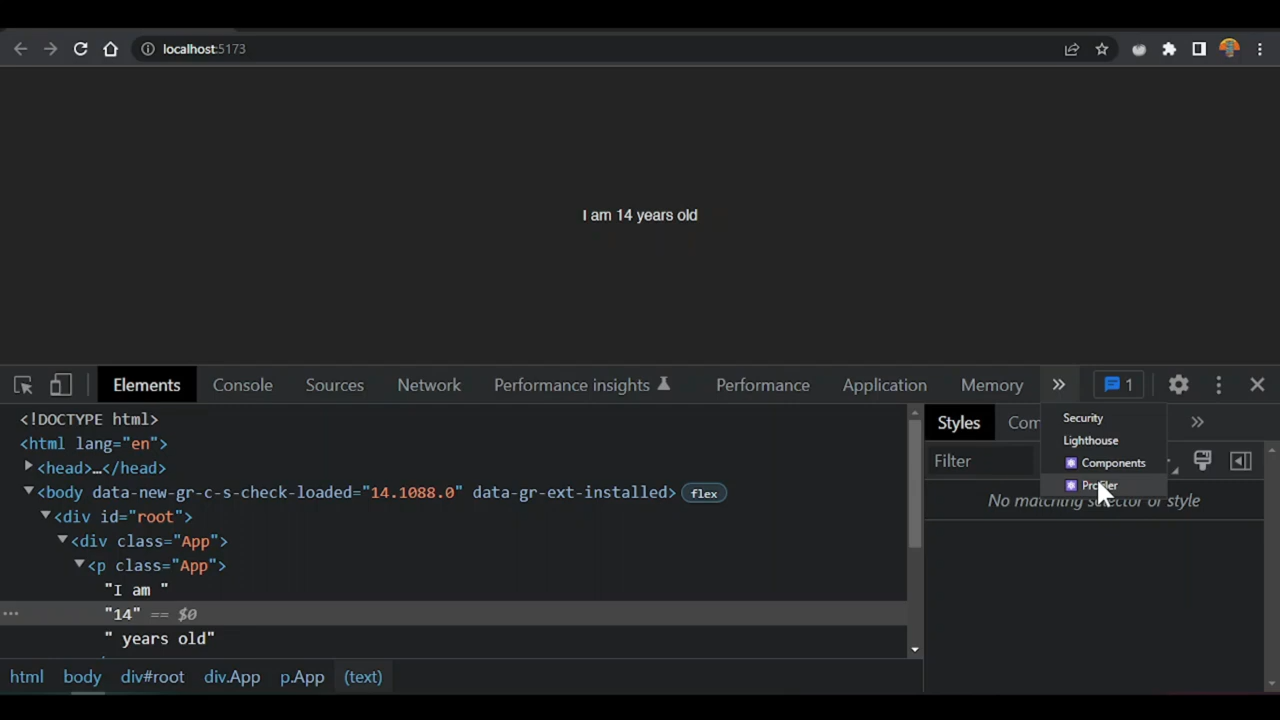 localhost:5173
I am 14 years old
Elements Console Sources Network Performance insights Performance Application Memory 1
<!DOCTYPE html>
<html lang="en">
<head>…</head>
<body data-new-gr-c-s-check-loaded="14.1088.0" data-gr-ext-installed> flex
<div id="root">
<div class="App">
<p class="App">
"I am "
"14" == $0
" years old"
html body div#root div.App p.App (text)
Styles Com
Filter
No matching selector or style
Security
Lighthouse
Components
Profiler